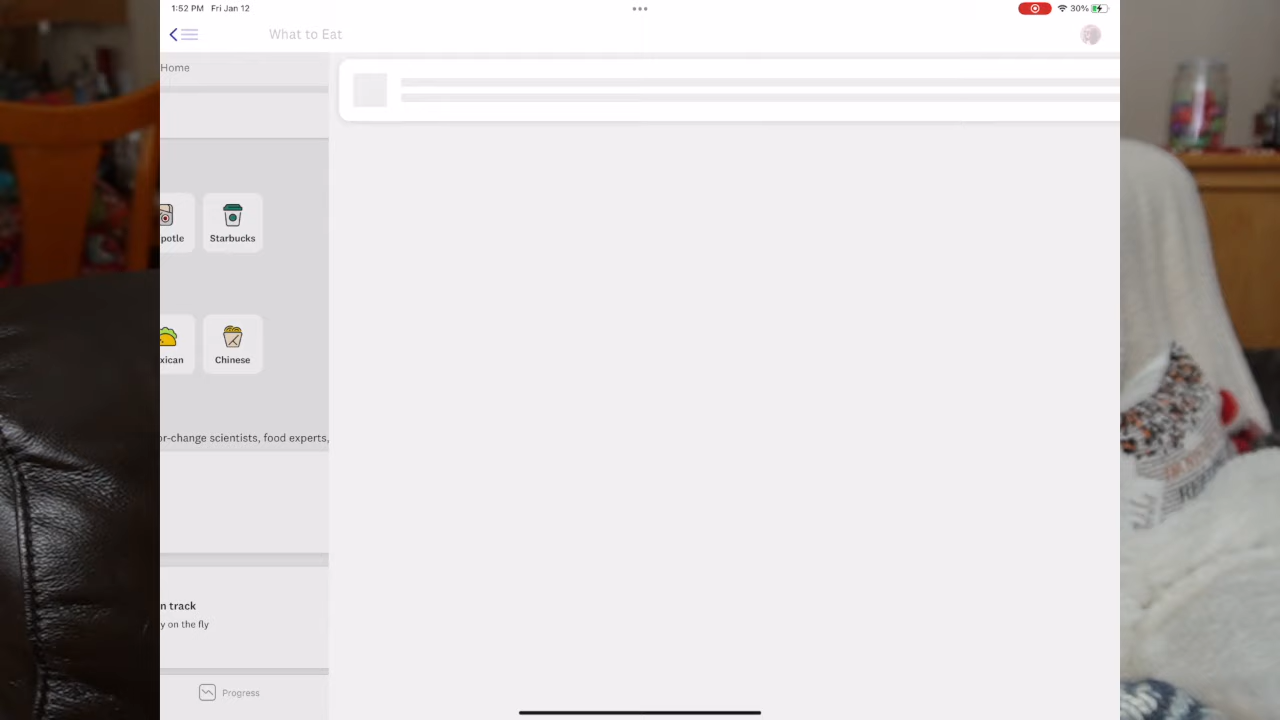 1:52 PM Fri Jan 12
30%
What to Eat
Home
potle
Starbucks
xican
Chinese
or-change scientists, food experts,
n track
y on the fly
Progress